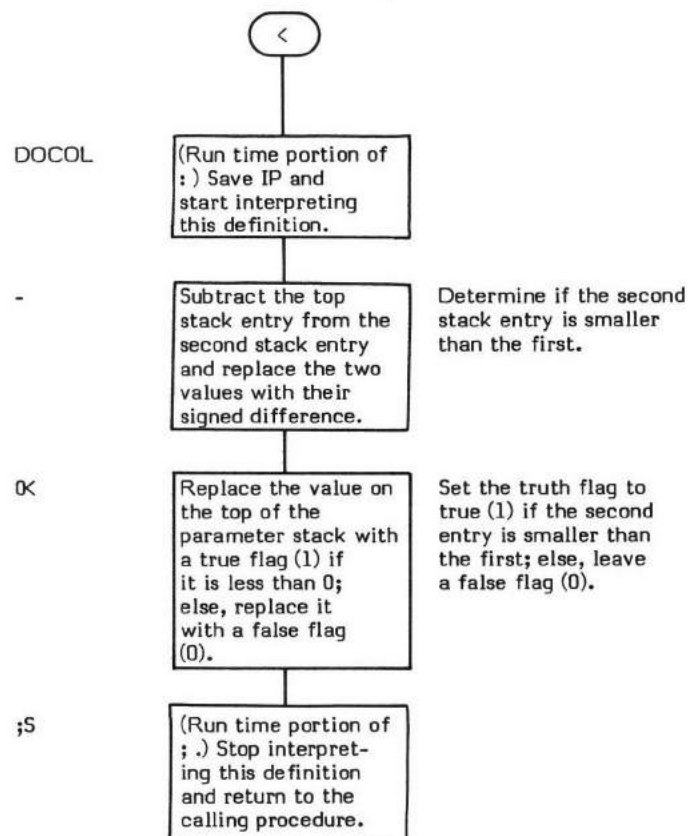 <
DOCOL
(Run time portion of
: ) Save IP and
start interpreting
this definition.
-
Subtract the top
stack entry from the
second stack entry
and replace the two
values with their
signed difference.
Determine if the second
stack entry is smaller
than the first.
0<
Replace the value on
the top of the
parameter stack with
a true flag (1) if
it is less than 0;
else, replace it
with a false flag
(0).
Set the truth flag to
true (1) if the second
entry is smaller than
the first; else, leave
a false flag (0).
;S
(Run time portion of
; .) Stop interpret-
ing this definition
and return to the
calling procedure.